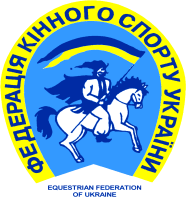 ФЕДЕРАЦІЯ КІННОГО СПОРТУ УКРАЇНИ
EQUESTRIAN FEDERATION
OF UKRAINE